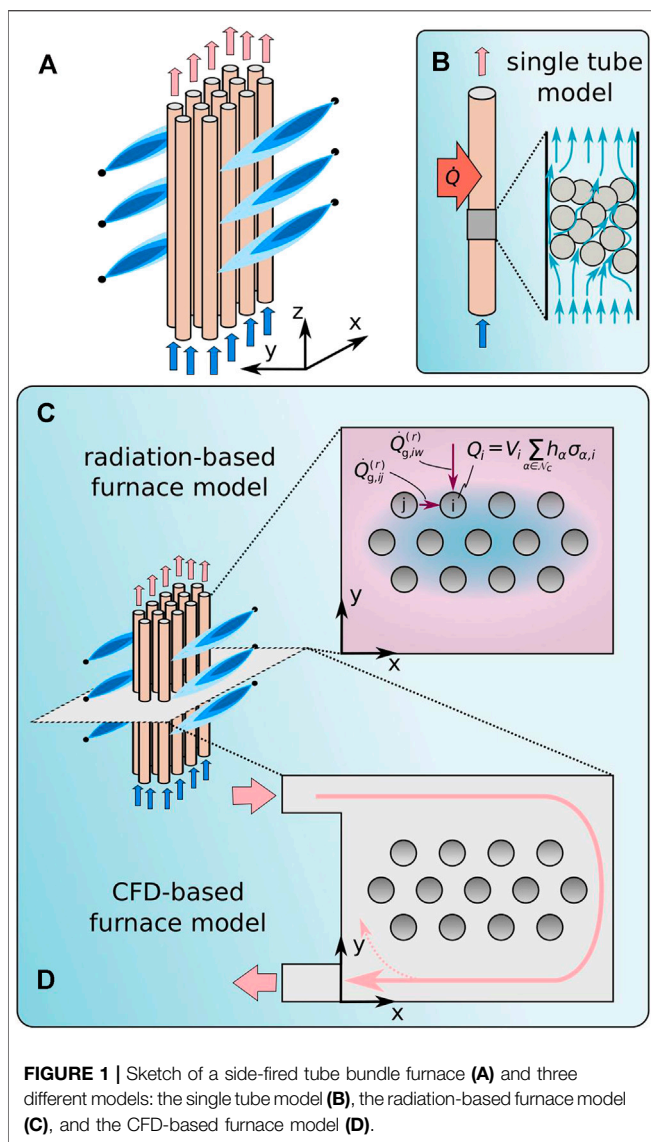 A
z
x
y
B
single tube
model
Q̇
C
radiation-based
furnace model
Q̇g,iw(r)
Q̇g,ij(r)
Qi = Vi ∑α∈𝒩c hα σα,i
j
i
y
x
CFD-based
furnace model
D
y
x
FIGURE 1 | Sketch of a side-fired tube bundle furnace (A) and three
different models: the single tube model (B), the radiation-based furnace model
(C), and the CFD-based furnace model (D).